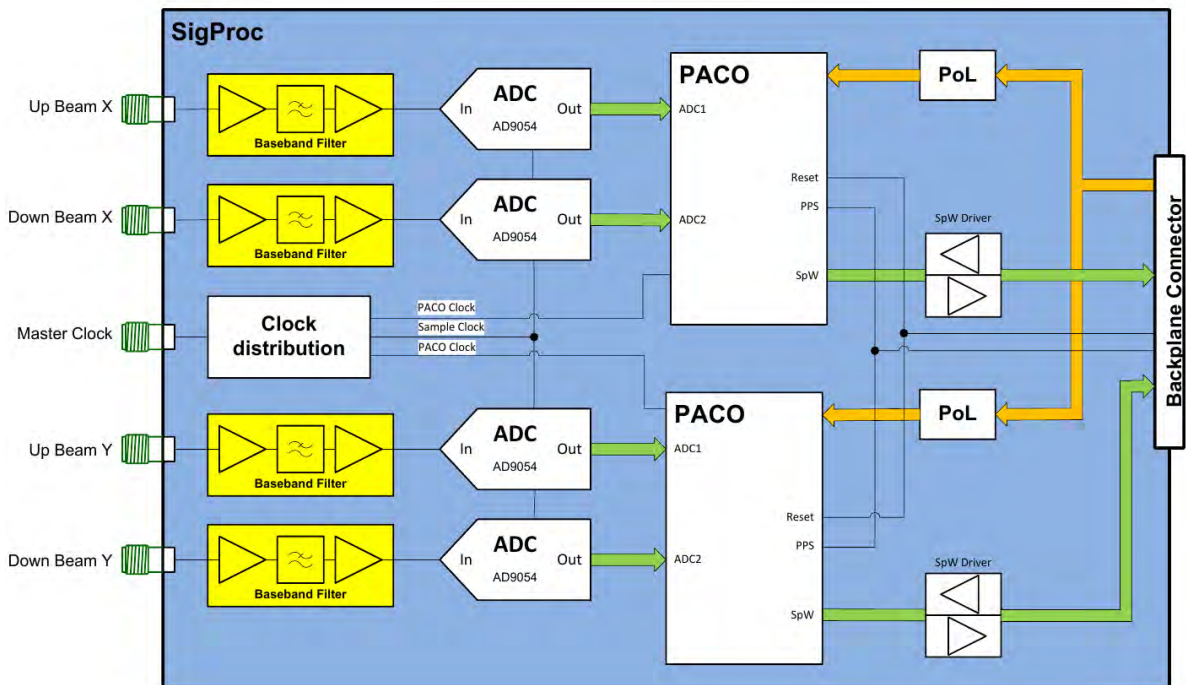 SigProc
Up Beam X
Baseband Filter
In
ADC
AD9054
Out
PACO
ADC1
PoL
Down Beam X
Baseband Filter
In
ADC
AD9054
Out
ADC2
Reset
PPS
SpW
SpW Driver
Master Clock
Clock
distribution
PACO Clock
Sample Clock
PACO Clock
Backplane Connector
Up Beam Y
Baseband Filter
In
ADC
AD9054
Out
PACO
ADC1
PoL
Down Beam Y
Baseband Filter
In
ADC
AD9054
Out
ADC2
Reset
PPS
SpW
SpW Driver